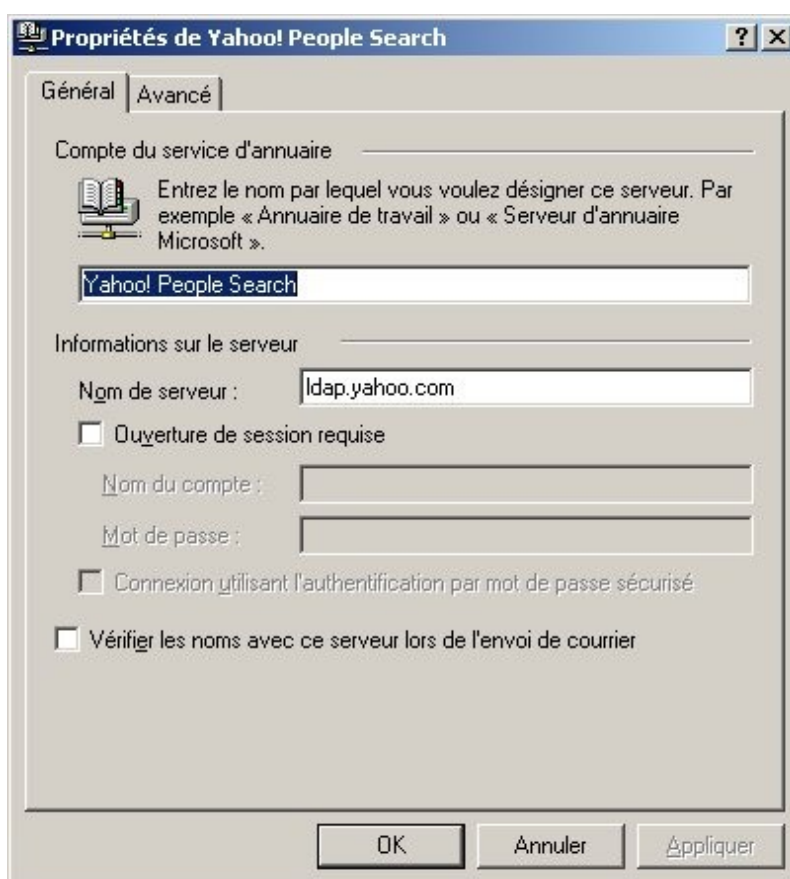 Propriétés de Yahoo! People Search
Général
Avancé
Compte du service d'annuaire
Entrez le nom par lequel vous voulez désigner ce serveur. Par
exemple « Annuaire de travail » ou « Serveur d'annuaire
Microsoft ».
Yahoo! People Search
Informations sur le serveur
Nom de serveur : ldap.yahoo.com
Ouverture de session requise
Nom du compte :
Mot de passe :
Connexion utilisant l'authentification par mot de passe sécurisé
Vérifier les noms avec ce serveur lors de l'envoi de courrier
OK
Annuler
Appliquer